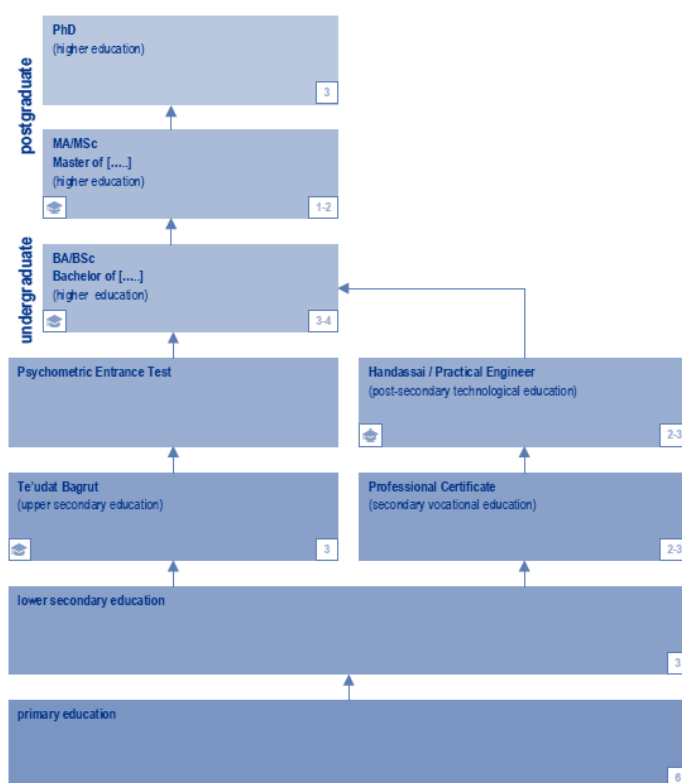 postgraduate
PhD
(higher education)
3
MA/MSc
Master of [.....]
(higher education)
1-2
undergraduate
BA/BSc
Bachelor of [.....]
(higher education)
3-4
Psychometric Entrance Test
Handassai / Practical Engineer
(post-secondary technological education)
2-3
Te'udat Bagrut
(upper secondary education)
3
Professional Certificate
(secondary vocational education)
2-3
lower secondary education
3
primary education
6